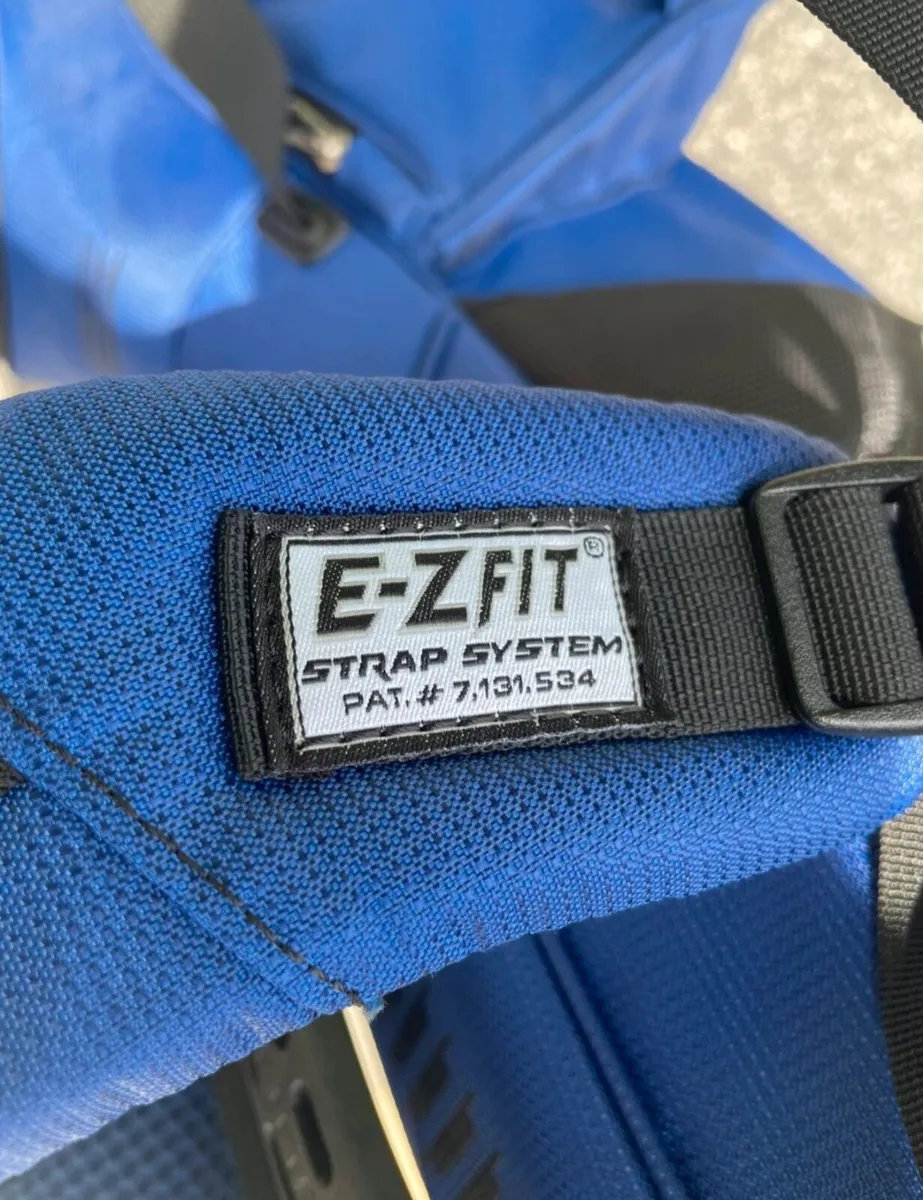 E-Z FIT®
STRAP SYSTEM
PAT. # 7,131,534